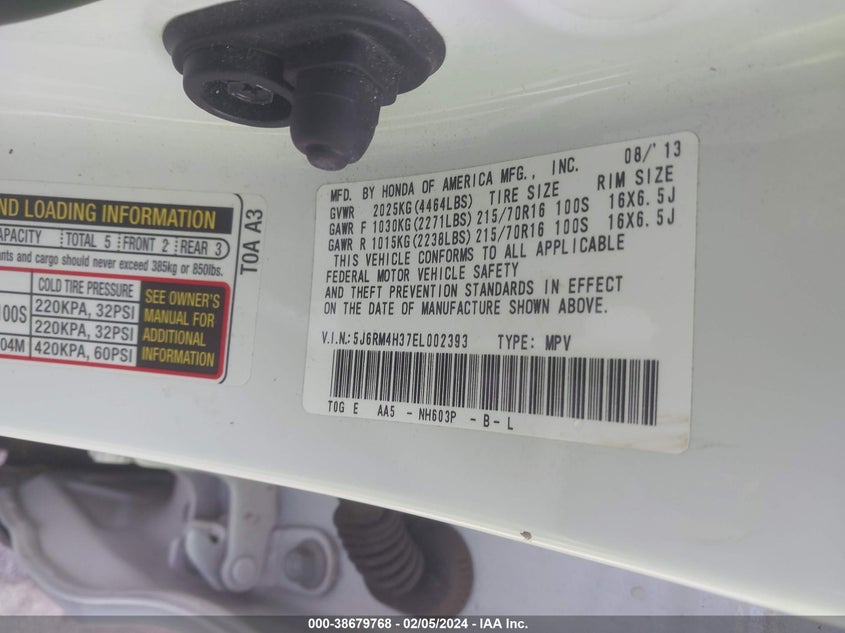 MFD. BY HONDA OF AMERICA MFG., INC. 08/'13
GVWR 2025KG(4464LBS) TIRE SIZE RIM SIZE
GAWR F 1030KG(2271LBS) 215/70R16 100S 16X6.5J
GAWR R 1015KG(2238LBS) 215/70R16 100S 16X6.5J
THIS VEHICLE CONFORMS TO ALL APPLICABLE
FEDERAL MOTOR VEHICLE SAFETY
AND THEFT PREVENTION STANDARDS IN EFFECT
ON THE DATE OF MANUFACTURE SHOWN ABOVE.
V.I.N.: 5J6RM4H37EL002393 TYPE: MPV
T0G E AA5 - NH603P - B - L
ND LOADING INFORMATION
APACITY TOTAL 5 FRONT 2 REAR 3
ants and cargo should never exceed 385kg or 850lbs.
COLD TIRE PRESSURE
100S 220KPA, 32PSI
220KPA, 32PSI
04M 420KPA, 60PSI
SEE OWNER'S
MANUAL FOR
ADDITIONAL
INFORMATION
T0A A3
000-38679768 - 02/05/2024 - IAA Inc.